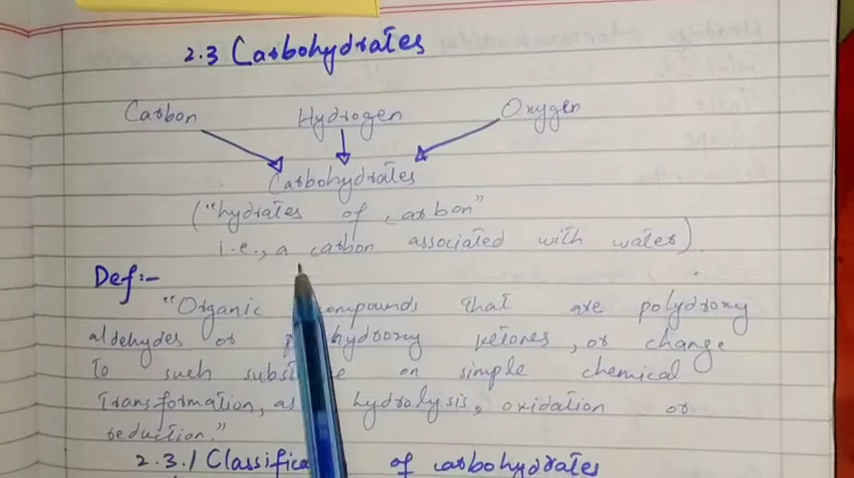 2.3 Carbohydrates
Carbon Hydrogen Oxygen
Carbohydrates
("hydrates of carbon"
i.e., a carbon associated with water).
Def:-
"Organic compounds that are polydroxy
aldehydes or hydroxy ketones, or change
To such on simple chemical
Transformation, as hydrolysis, oxidation or
reduction."
2.3.1 of carbohydrates